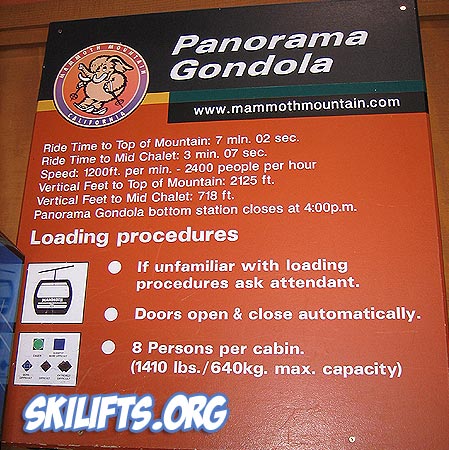 MAMMOTH MOUNTAIN
CALIFORNIA
Panorama
Gondola
www.mammothmountain.com
Ride Time to Top of Mountain: 7 min. 02 sec.
Ride Time to Mid Chalet: 3 min. 07 sec.
Speed: 1200ft. per min. - 2400 people per hour
Vertical Feet to Top of Mountain: 2125 ft.
Vertical Feet to Mid Chalet: 718 ft.
Panorama Gondola bottom station closes at 4:00p.m.
Loading procedures
If unfamiliar with loading
procedures ask attendant.
Doors open & close automatically.
8 Persons per cabin.
(1410 lbs./640kg. max. capacity)
SKILIFTS.ORG